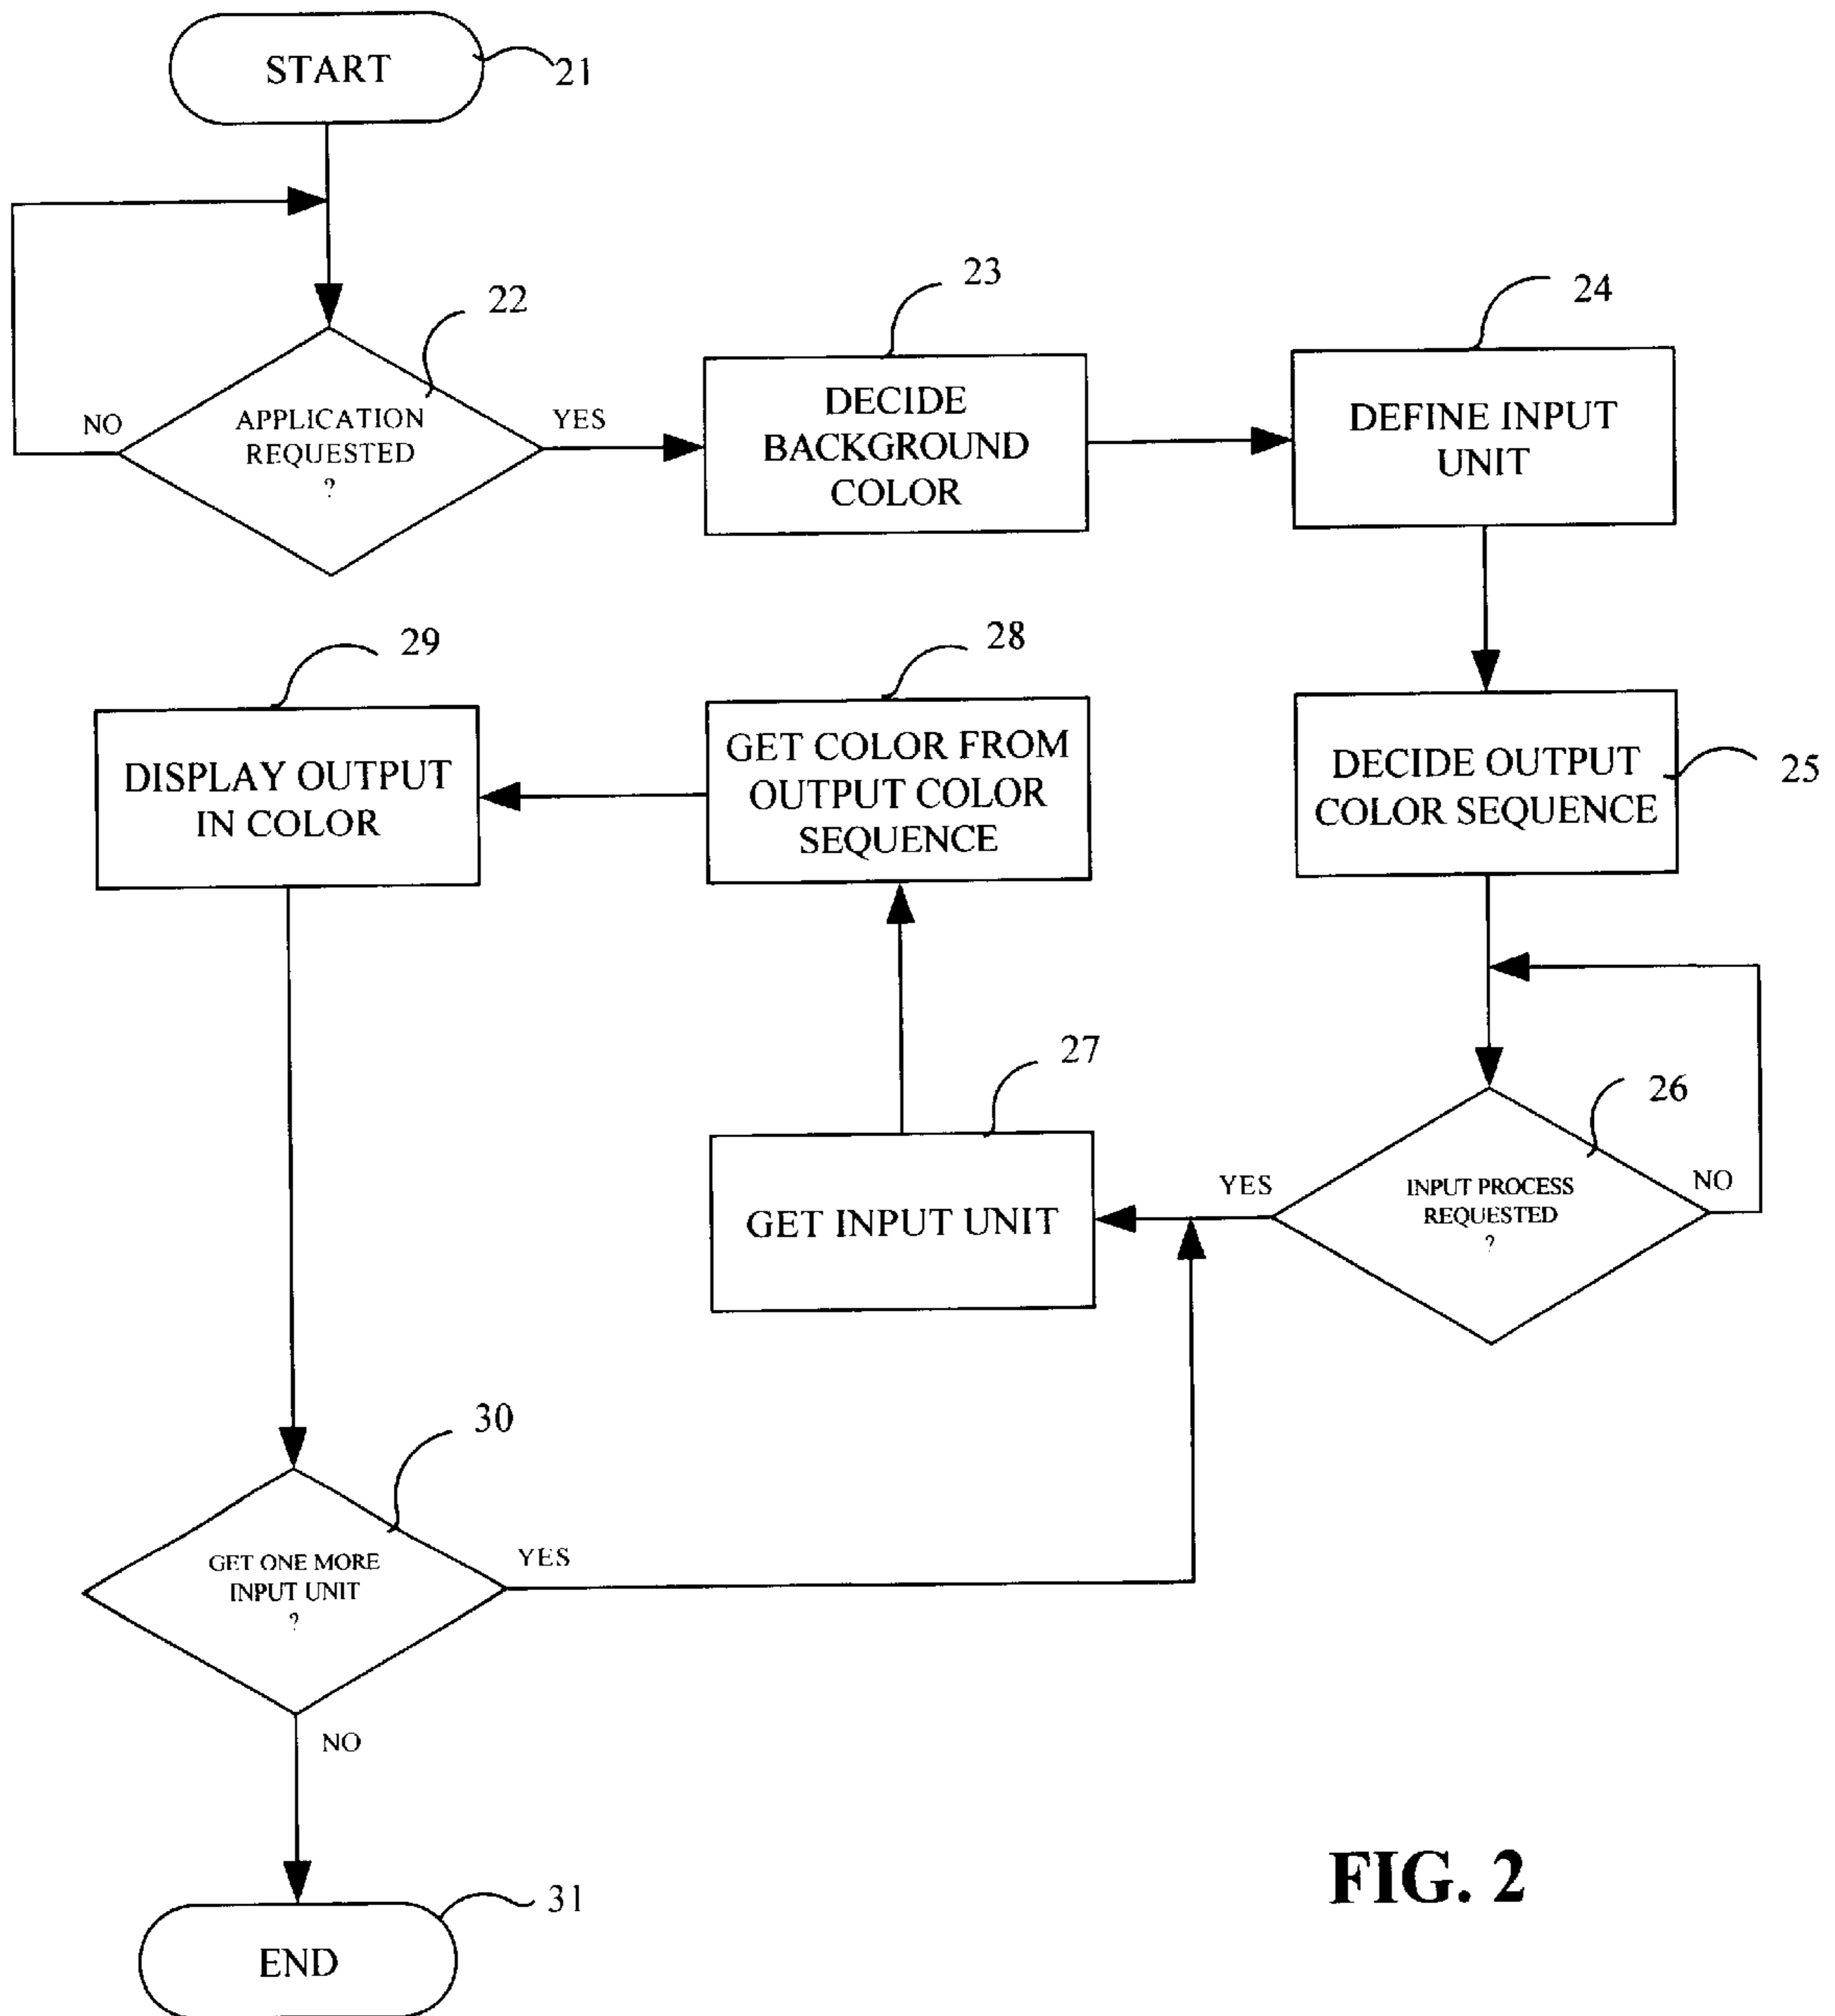 START
21
22
APPLICATION
REQUESTED
?
NO
YES
23
DECIDE
BACKGROUND
COLOR
24
DEFINE INPUT
UNIT
25
DECIDE OUTPUT
COLOR SEQUENCE
26
INPUT PROCESS
REQUESTED
?
NO
YES
27
GET INPUT UNIT
28
GET COLOR FROM
OUTPUT COLOR
SEQUENCE
29
DISPLAY OUTPUT
IN COLOR
30
GET ONE MORE
INPUT UNIT
?
YES
NO
31
END
FIG. 2